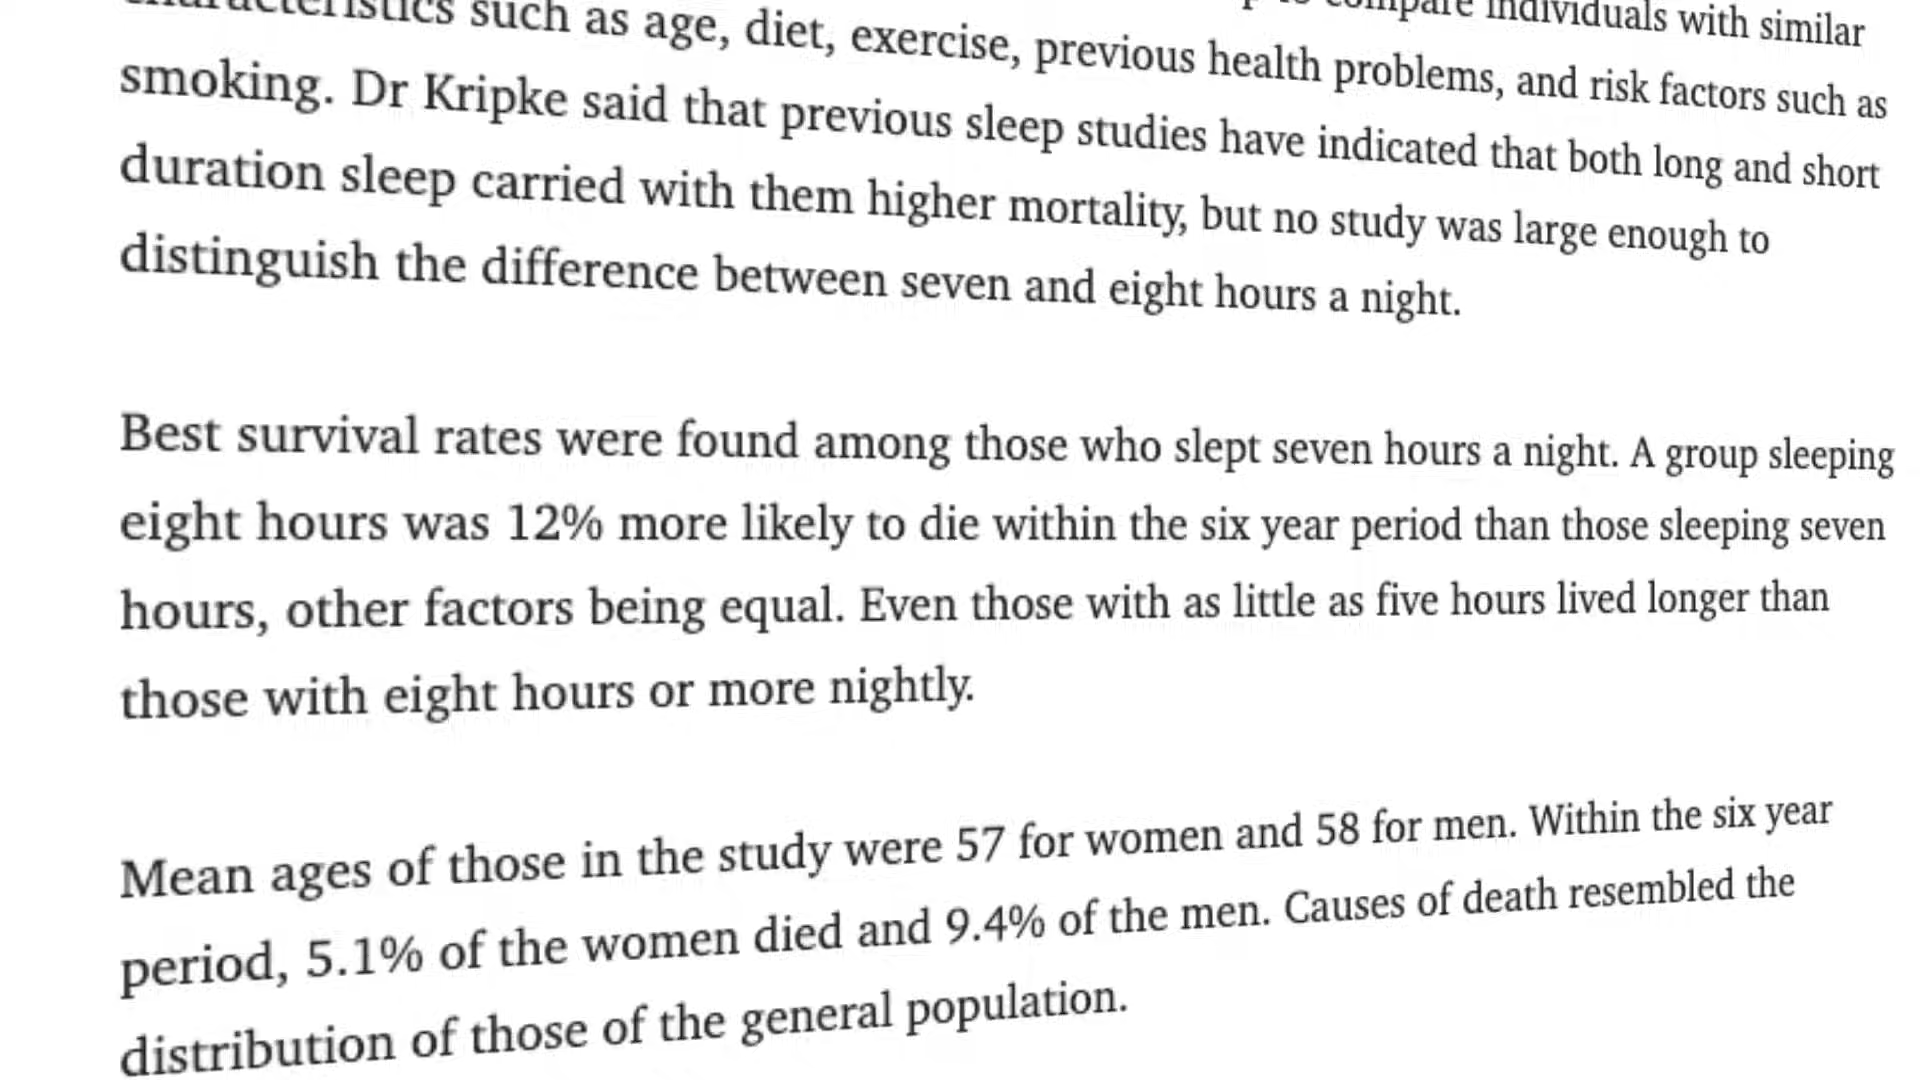 compare individuals with similar
characteristics such as age, diet, exercise, previous health problems, and risk factors such as
smoking. Dr Kripke said that previous sleep studies have indicated that both long and short
duration sleep carried with them higher mortality, but no study was large enough to
distinguish the difference between seven and eight hours a night.
Best survival rates were found among those who slept seven hours a night. A group sleeping
eight hours was 12% more likely to die within the six year period than those sleeping seven
hours, other factors being equal. Even those with as little as five hours lived longer than
those with eight hours or more nightly.
Mean ages of those in the study were 57 for women and 58 for men. Within the six year
period, 5.1% of the women died and 9.4% of the men. Causes of death resembled the
distribution of those of the general population.